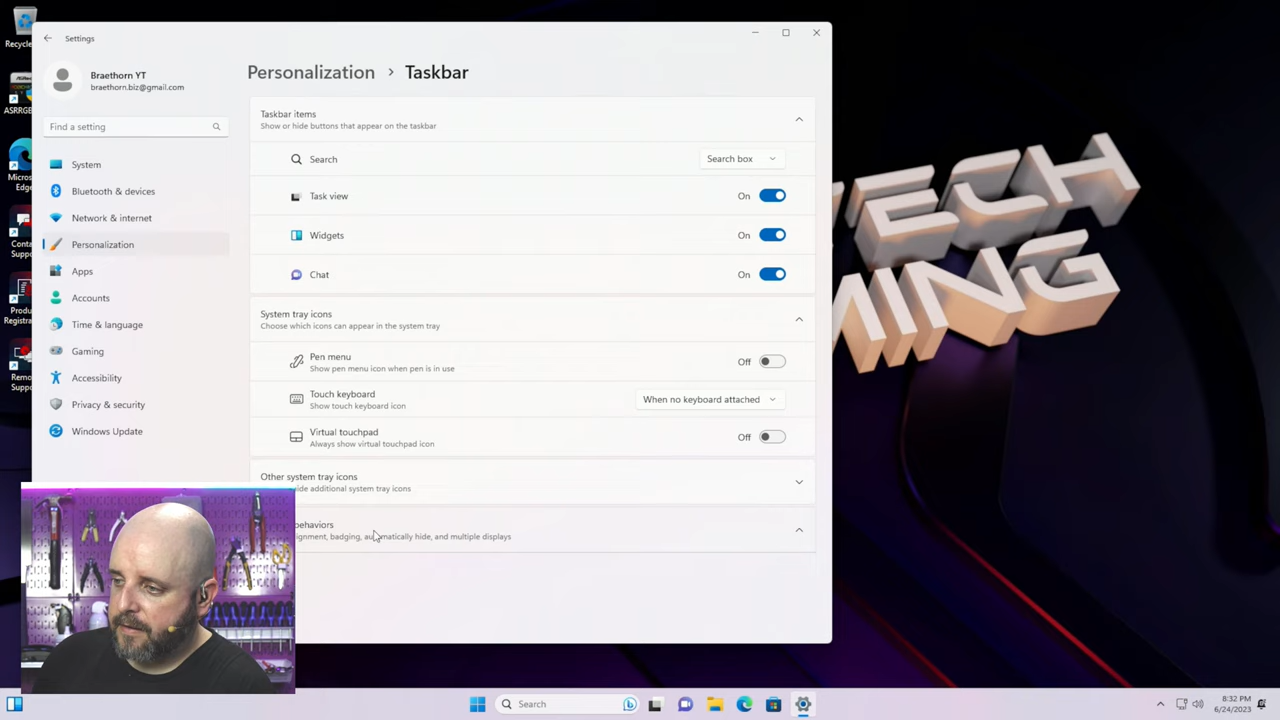 Settings
Braethorn YT
braethorn.biz@gmail.com
Find a setting
System
Bluetooth & devices
Network & internet
Personalization
Apps
Accounts
Time & language
Gaming
Accessibility
Privacy & security
Windows Update
Personalization > Taskbar
Taskbar items
Show or hide buttons that appear on the taskbar
Search
Search box
Task view
On
Widgets
On
Chat
On
System tray icons
Choose which icons can appear in the system tray
Pen menu
Show pen menu icon when pen is in use
Off
Touch keyboard
Show touch keyboard icon
When no keyboard attached
Virtual touchpad
Always show virtual touchpad icon
Off
Other system tray icons
additional system tray icons
behaviors
badging, automatically hide, and multiple displays
Recycle
ASRRGB
Edge
Search
8:32 PM
6/24/2023